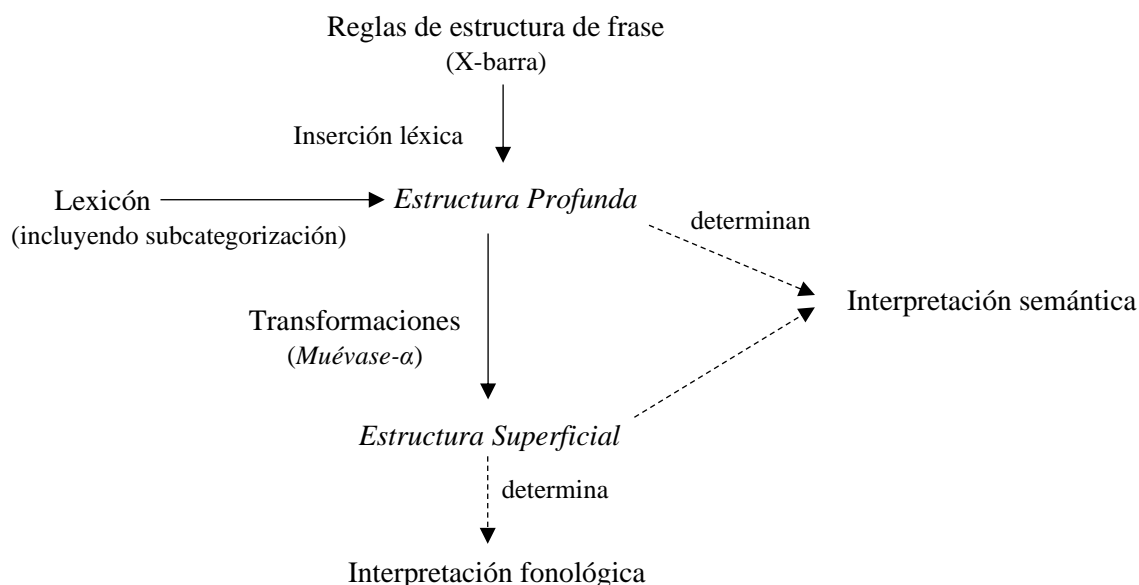 Reglas de estructura de frase
(X-barra)
Inserción léxica
Lexicón
(incluyendo subcategorización)
Estructura Profunda
determinan
Interpretación semántica
Transformaciones
(Muévase-α)
Estructura Superficial
determina
Interpretación fonológica